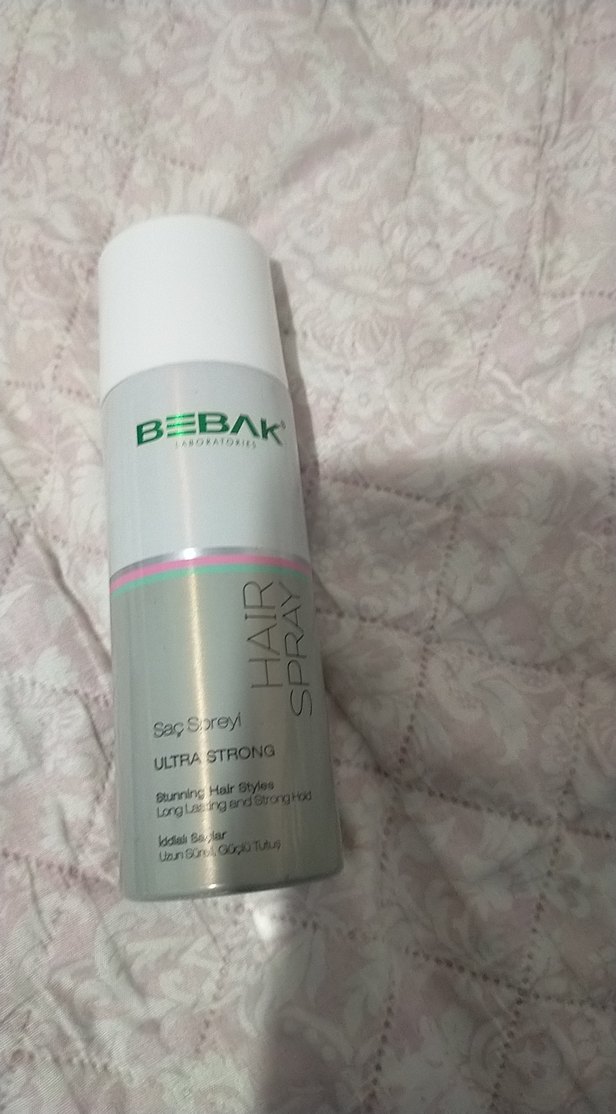 BEBAK®
LABORATORIES
HAIR
SPRAY
Saç Spreyi
ULTRA STRONG
Stunning Hair Styles
Long Lasting and Strong Hold
İddialı Saçlar
Uzun Süreli, Güçlü Tutuş